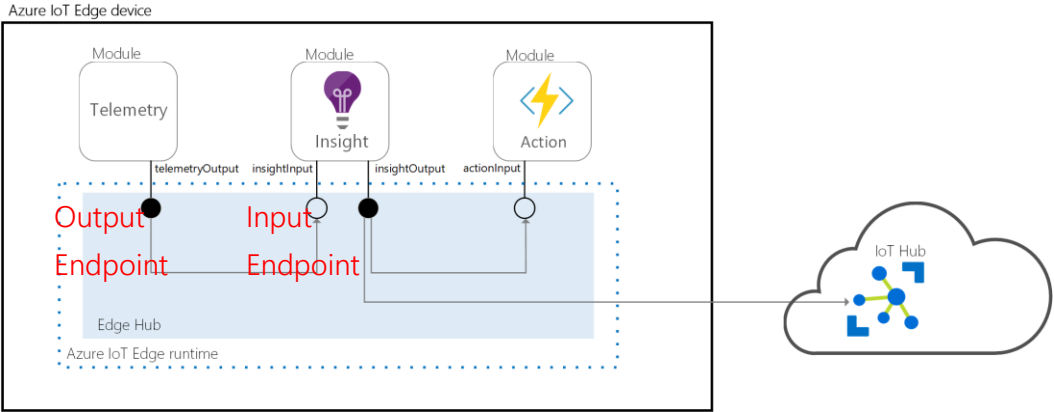 Azure IoT Edge device
Module
Module
Module
Telemetry
Insight
Action
telemetryOutput
insightInput
insightOutput
actionInput
Output
Endpoint
Input
Endpoint
Edge Hub
Azure IoT Edge runtime
IoT Hub